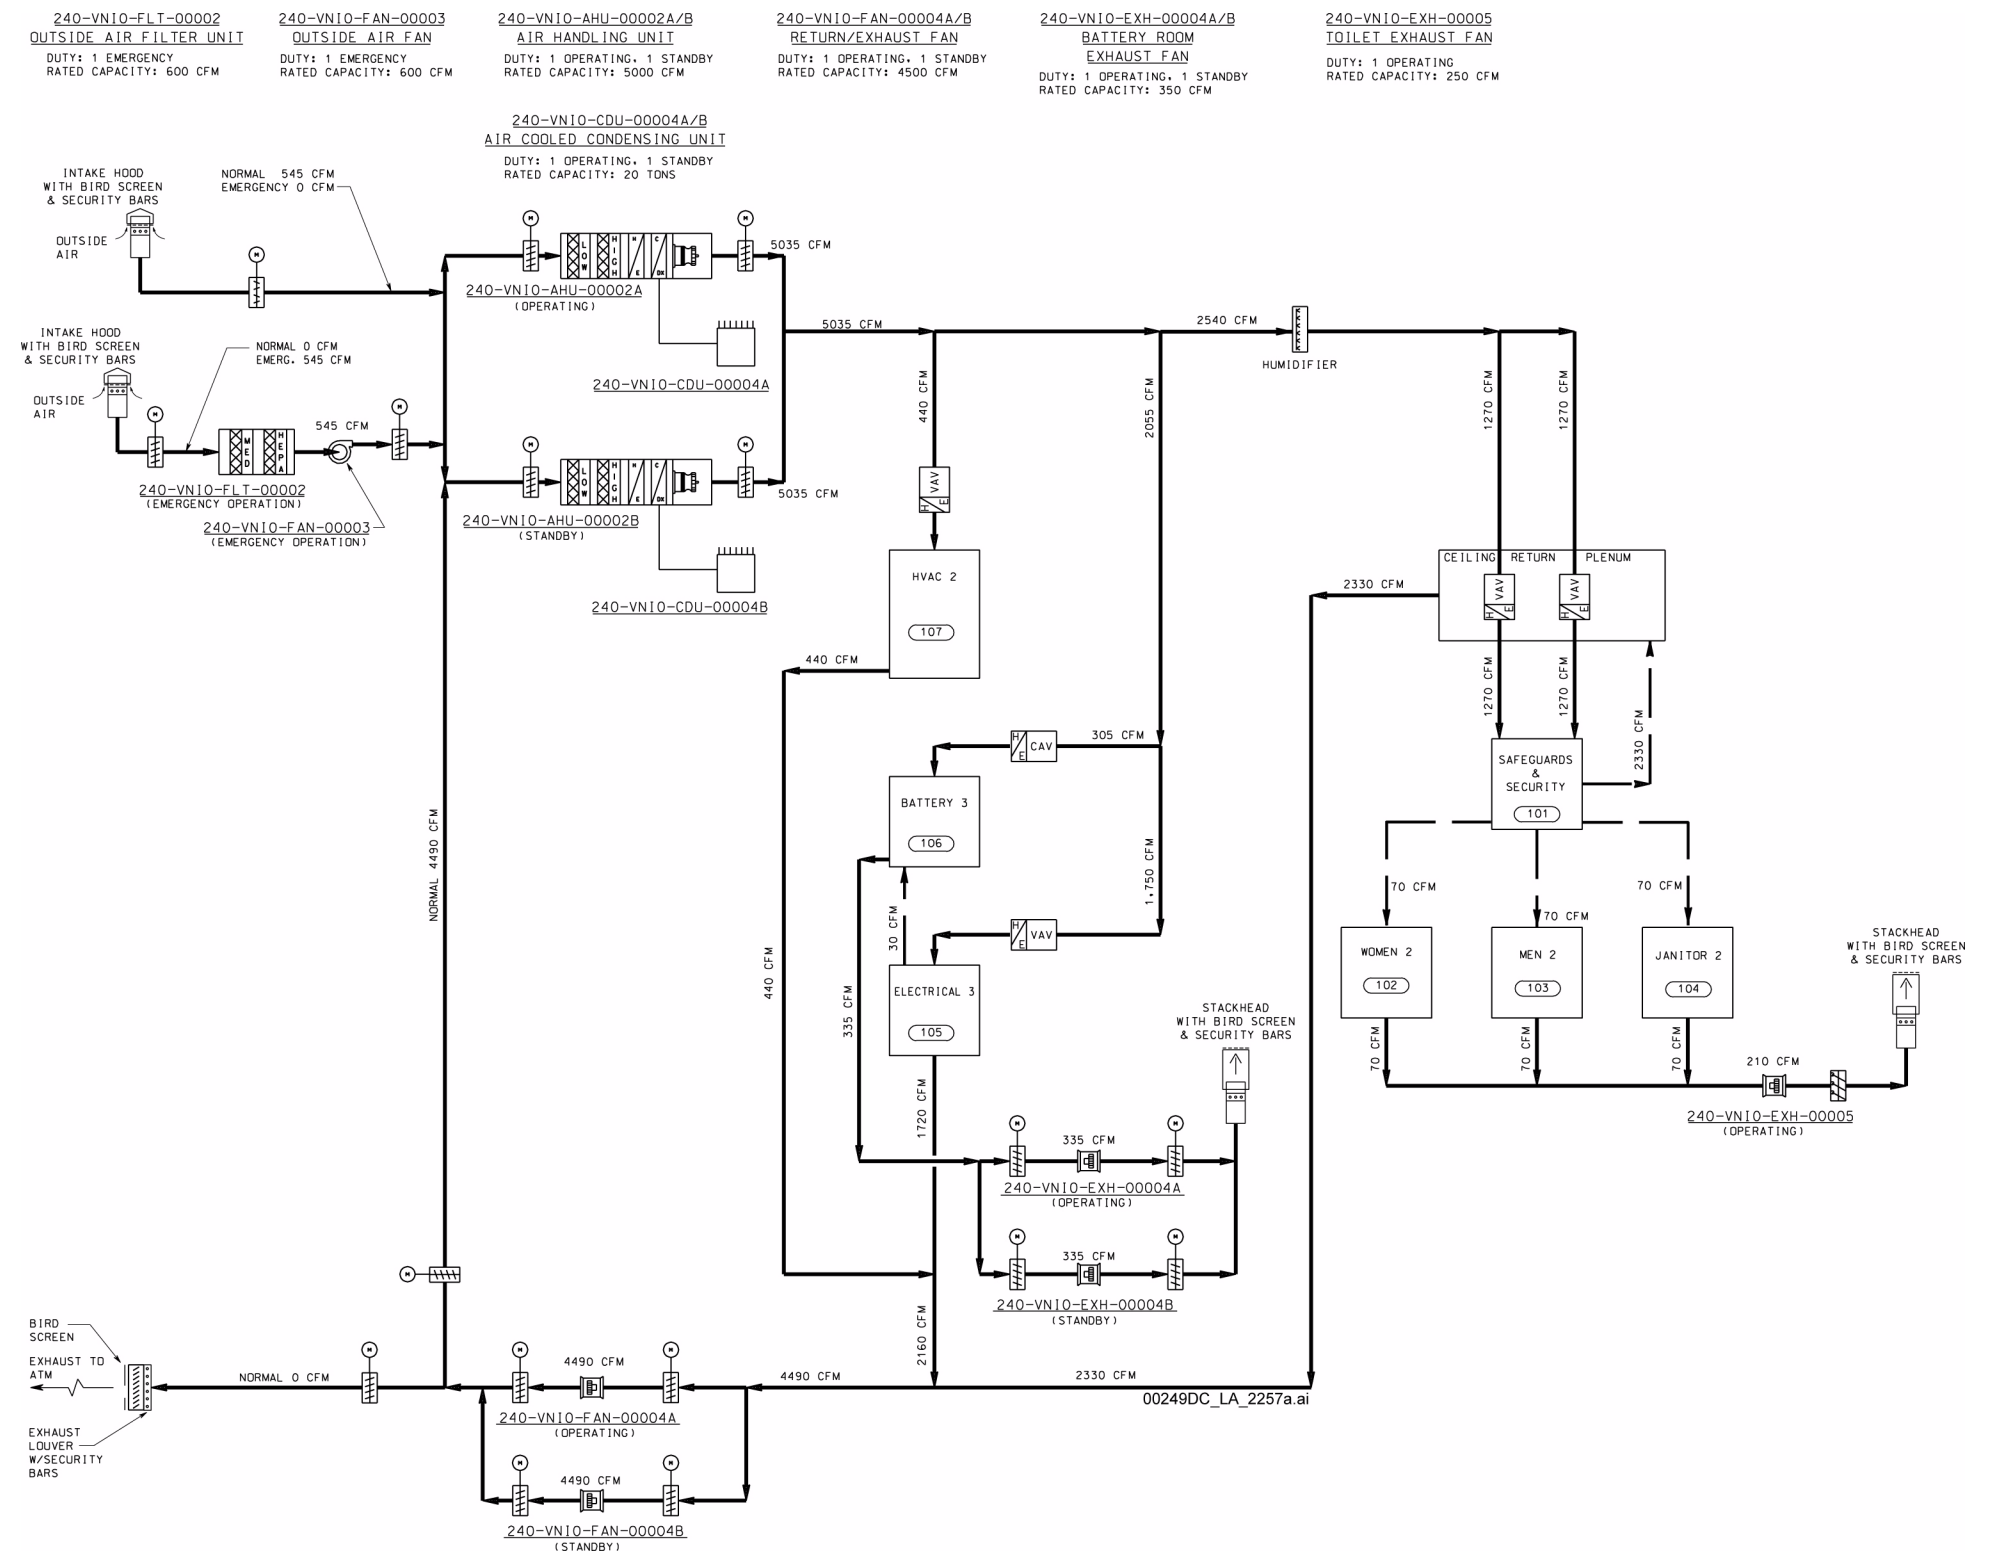 240-VNIO-FLT-00002
OUTSIDE AIR FILTER UNIT
DUTY: 1 EMERGENCY
RATED CAPACITY: 600 CFM
240-VNIO-FAN-00003
OUTSIDE AIR FAN
DUTY: 1 EMERGENCY
RATED CAPACITY: 600 CFM
240-VNIO-AHU-00002A/B
AIR HANDLING UNIT
DUTY: 1 OPERATING, 1 STANDBY
RATED CAPACITY: 5000 CFM
240-VNIO-FAN-00004A/B
RETURN/EXHAUST FAN
DUTY: 1 OPERATING, 1 STANDBY
RATED CAPACITY: 4500 CFM
240-VNIO-EXH-00004A/B
BATTERY ROOM
EXHAUST FAN
DUTY: 1 OPERATING, 1 STANDBY
RATED CAPACITY: 350 CFM
240-VNIO-EXH-00005
TOILET EXHAUST FAN
DUTY: 1 OPERATING
RATED CAPACITY: 250 CFM
240-VNIO-CDU-00004A/B
AIR COOLED CONDENSING UNIT
DUTY: 1 OPERATING, 1 STANDBY
RATED CAPACITY: 20 TONS
INTAKE HOOD
WITH BIRD SCREEN
& SECURITY BARS
OUTSIDE
AIR
NORMAL 545 CFM
EMERGENCY 0 CFM
M
M
M
LOW
HIGH
H
E
C
DX
5035 CFM
240-VNIO-AHU-00002A
(OPERATING)
240-VNIO-CDU-00004A
INTAKE HOOD
WITH BIRD SCREEN
& SECURITY BARS
OUTSIDE
AIR
NORMAL 0 CFM
EMERG. 545 CFM
M
MED
HEPA
545 CFM
M
240-VNIO-FLT-00002
(EMERGENCY OPERATION)
240-VNIO-FAN-00003
(EMERGENCY OPERATION)
M
M
LOW
HIGH
H
E
C
DX
5035 CFM
240-VNIO-AHU-00002B
(STANDBY)
240-VNIO-CDU-00004B
5035 CFM
2540 CFM
HUMIDIFIER
440 CFM
2055 CFM
1270 CFM
1270 CFM
H/E VAV
HVAC 2
107
440 CFM
CEILING RETURN PLENUM
H/E VAV
H/E VAV
2330 CFM
1270 CFM
1270 CFM
2330 CFM
SAFEGUARDS
&
SECURITY
101
H/E CAV
305 CFM
BATTERY 3
106
NORMAL 4490 CFM
1,750 CFM
30 CFM
H/E VAV
ELECTRICAL 3
105
440 CFM
335 CFM
1720 CFM
70 CFM
70 CFM
70 CFM
WOMEN 2
102
MEN 2
103
JANITOR 2
104
70 CFM
70 CFM
70 CFM
210 CFM
240-VNIO-EXH-00005
(OPERATING)
STACKHEAD
WITH BIRD SCREEN
& SECURITY BARS
STACKHEAD
WITH BIRD SCREEN
& SECURITY BARS
M
335 CFM
M
240-VNIO-EXH-00004A
(OPERATING)
M
335 CFM
M
240-VNIO-EXH-00004B
(STANDBY)
M
2160 CFM
BIRD
SCREEN
EXHAUST TO
ATM
EXHAUST
LOUVER
W/SECURITY
BARS
NORMAL 0 CFM
M
M
4490 CFM
M
240-VNIO-FAN-00004A
(OPERATING)
4490 CFM
2330 CFM
00249DC_LA_2257a.ai
M
4490 CFM
M
240-VNIO-FAN-00004B
(STANDBY)